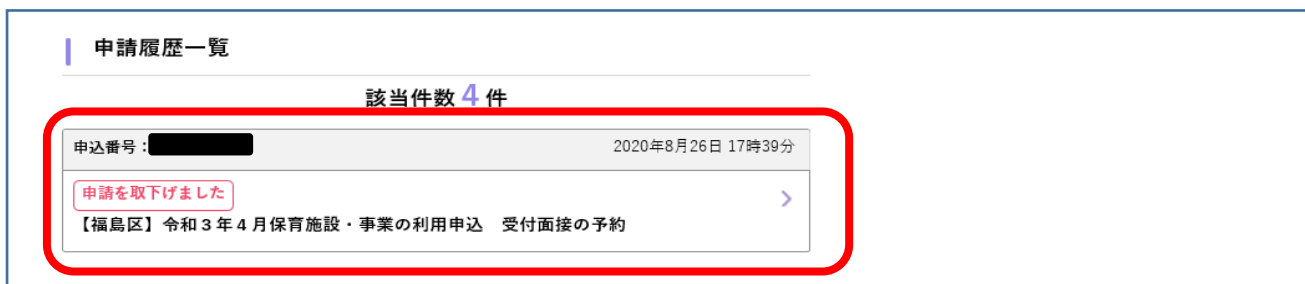 申請履歴一覧
該当件数 4 件
申込番号： 2020年8月26日 17時39分
申請を取下げました
【福島区】令和３年４月保育施設・事業の利用申込　受付面接の予約